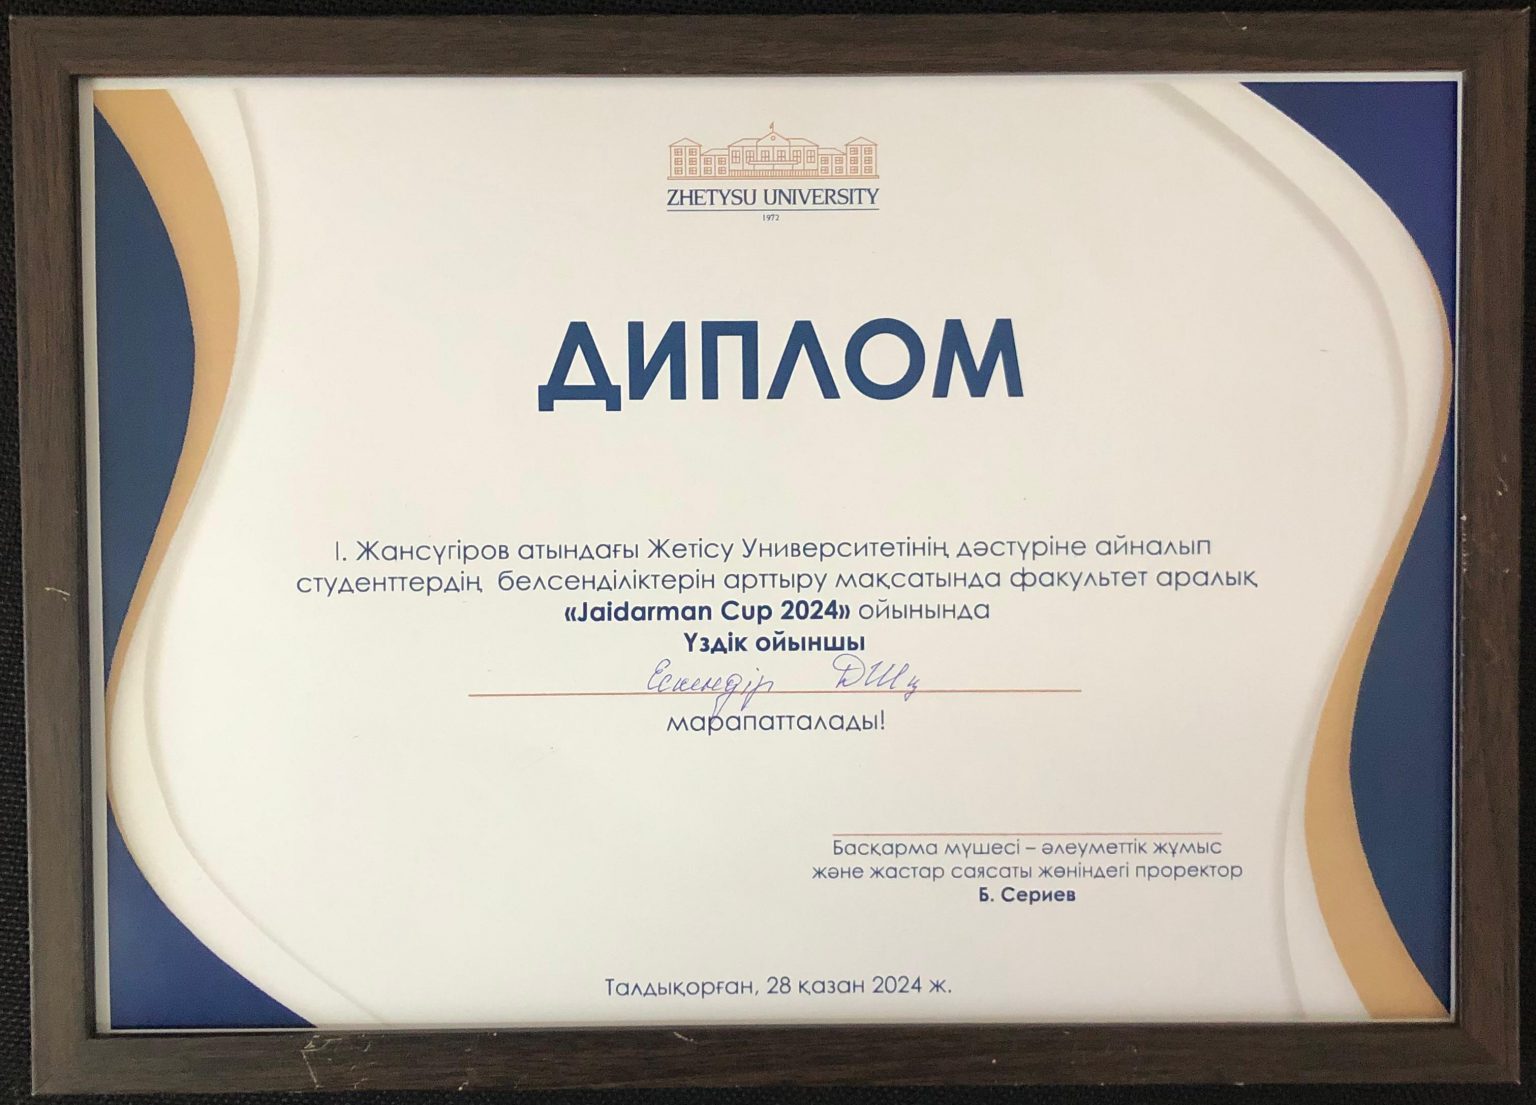 ZHETYSU UNIVERSITY
1972
ДИПЛОМ
І. Жансүгіров атындағы Жетісу Университетінің дәстүріне айналып
студенттердің белсенділіктерін арттыру мақсатында факультет аралық
«Jaidarman Cup 2024» ойынында
Үздік ойыншы
Ескендір
марапатталады!
Басқарма мүшесі – әлеуметтік жұмыс
және жастар саясаты жөніндегі проректор
Б. Сериев
Талдықорған, 28 қазан 2024 ж.